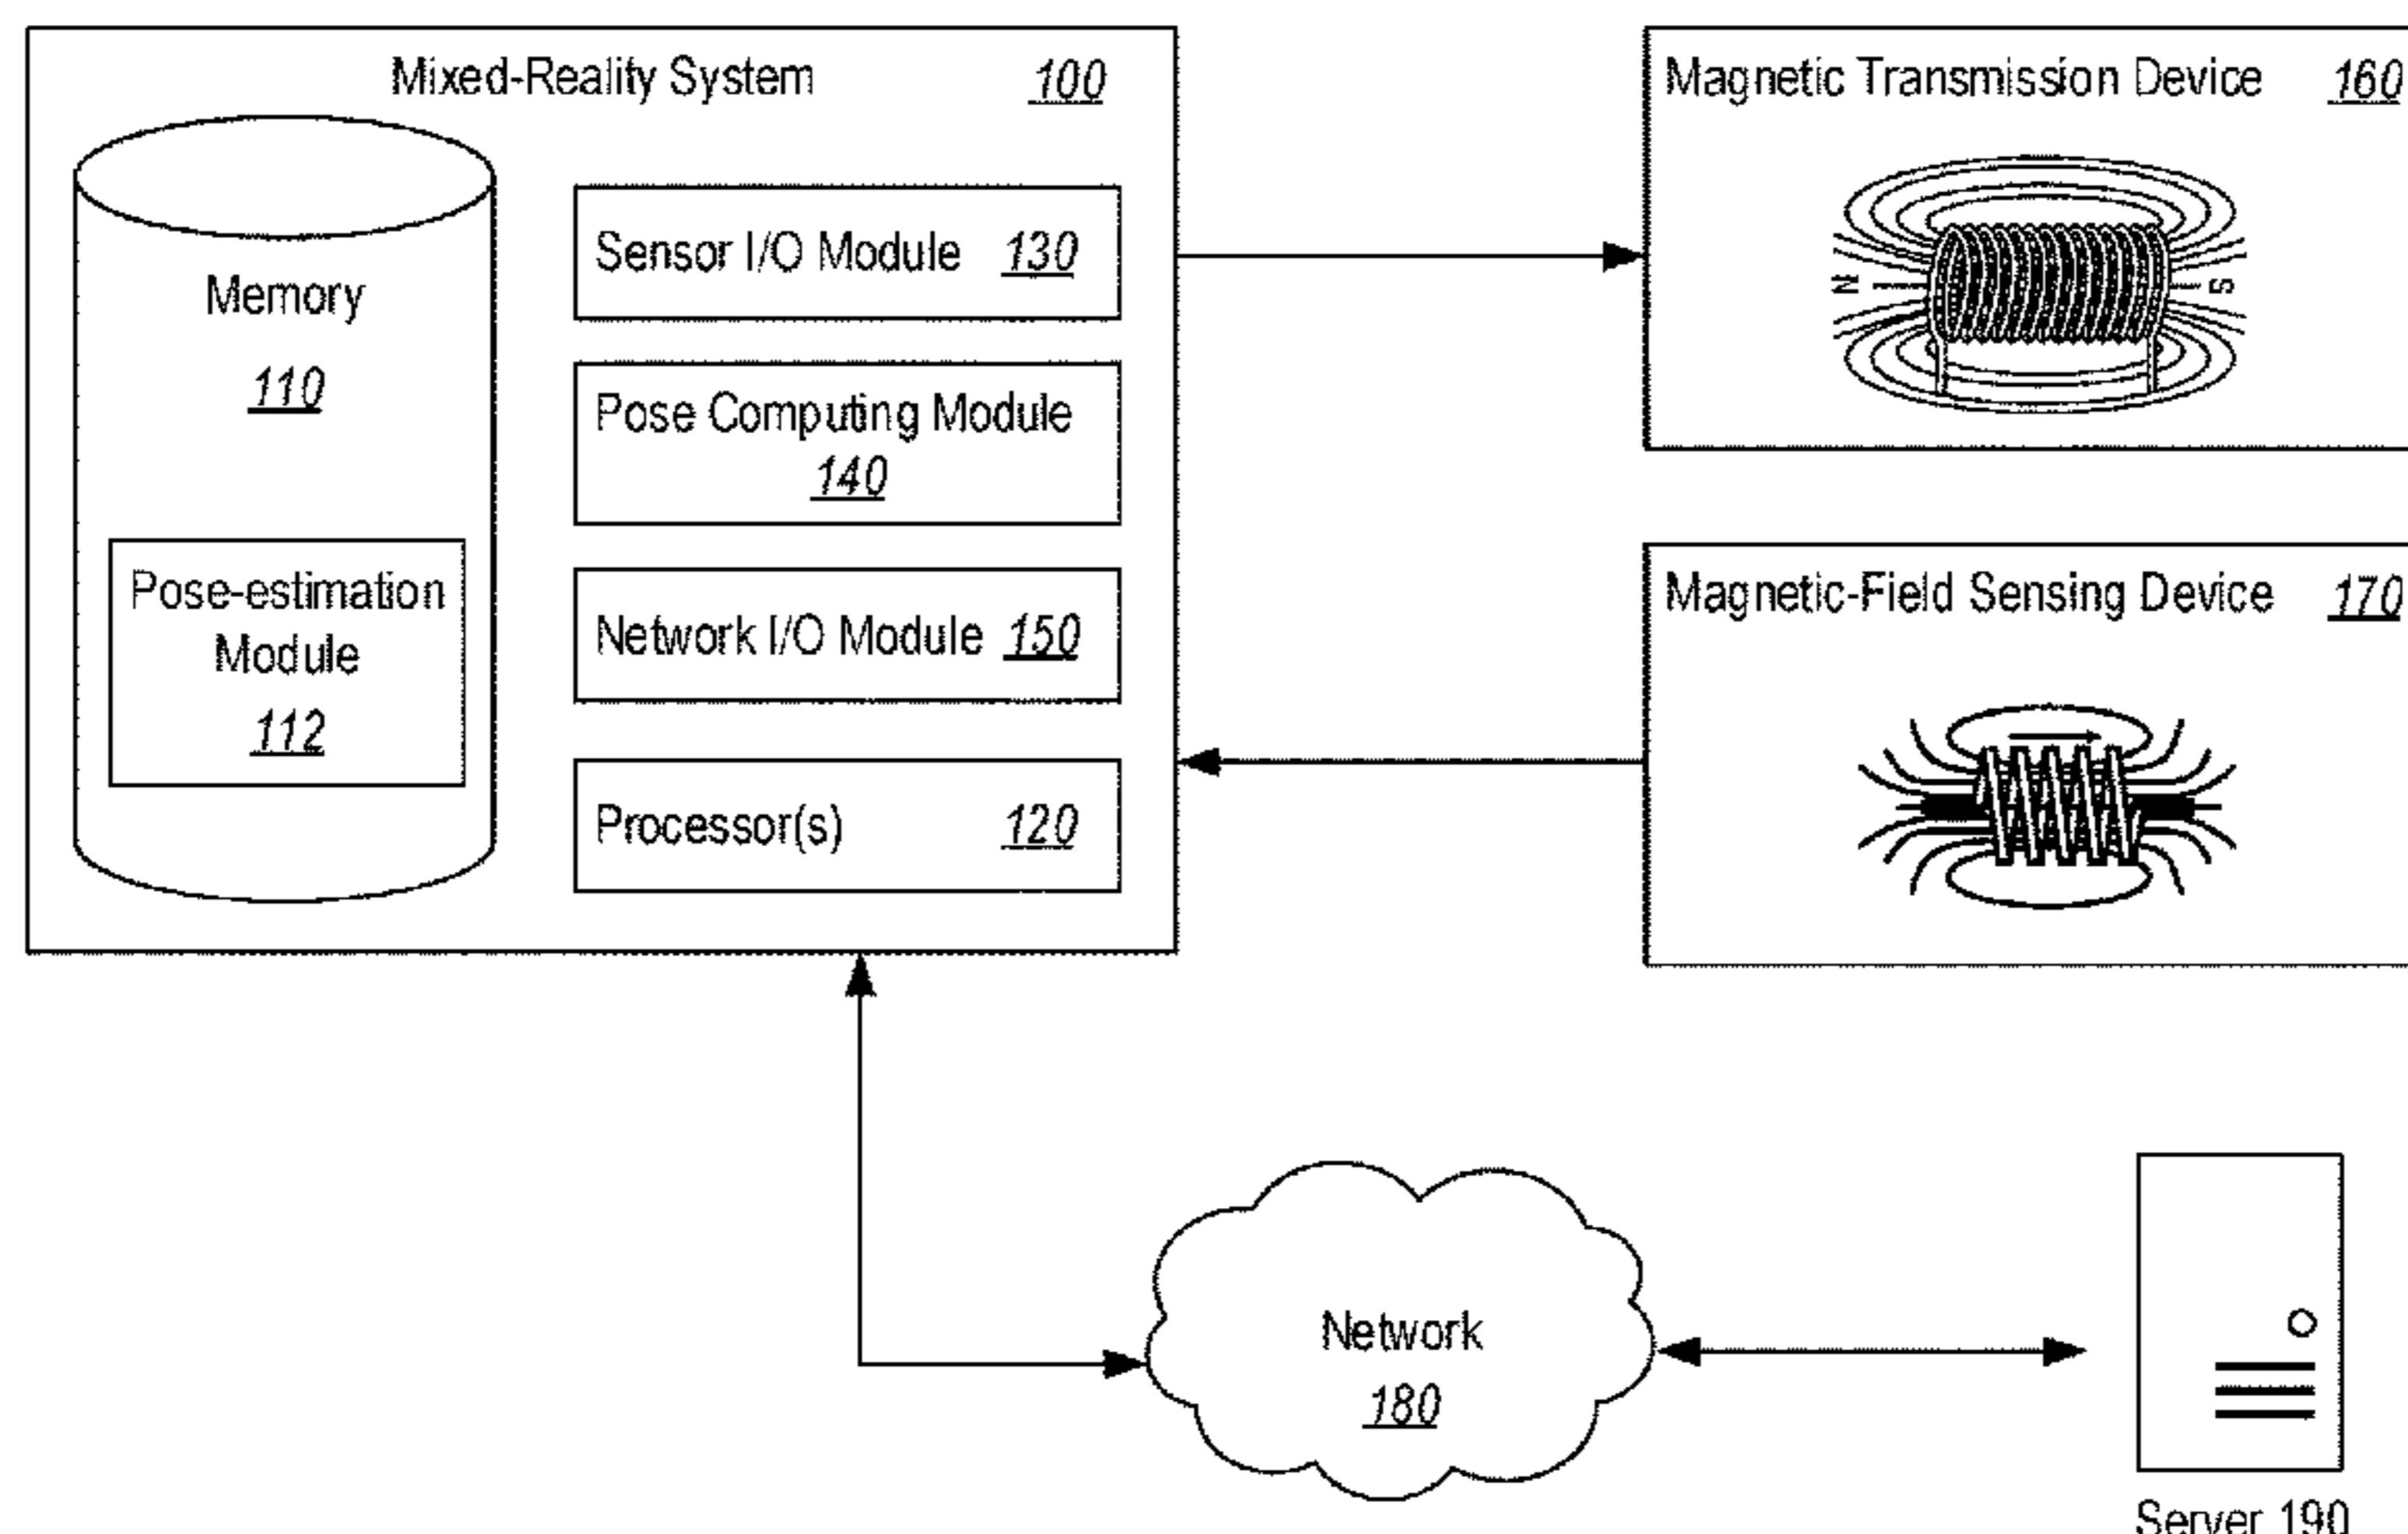 Mixed-Reality System 100
Memory
110
Pose-estimation
Module
112
Sensor I/O Module 130
Pose Computing Module
140
Network I/O Module 150
Processor(s) 120
Magnetic Transmission Device 160
N S
Magnetic-Field Sensing Device 170
Network
180
Server 190